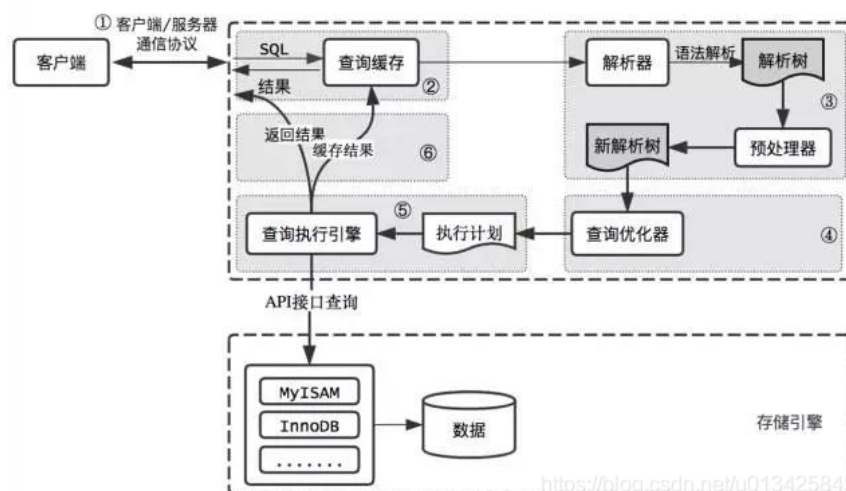 ① 客户端/服务器
通信协议
客户端
SQL
结果
查询缓存
②
解析器
语法解析
解析树
③
预处理器
新解析树
返回结果
缓存结果
⑥
⑤
查询执行引擎
执行计划
查询优化器
④
API接口查询
MyISAM
InnoDB
.......
数据
存储引擎
https://blog.csdn.net/u01342584